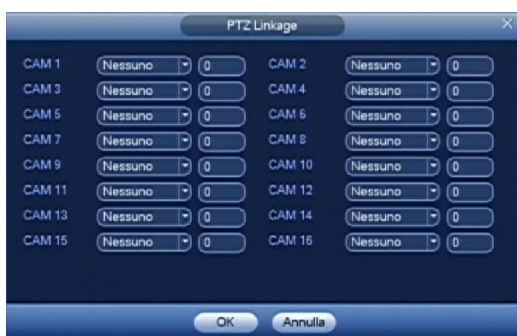 PTZ Linkage
CAM 1 Nessuno 0 CAM 2 Nessuno 0
CAM 3 Nessuno 0 CAM 4 Nessuno 0
CAM 5 Nessuno 0 CAM 6 Nessuno 0
CAM 7 Nessuno 0 CAM 8 Nessuno 0
CAM 9 Nessuno 0 CAM 10 Nessuno 0
CAM 11 Nessuno 0 CAM 12 Nessuno 0
CAM 13 Nessuno 0 CAM 14 Nessuno 0
CAM 15 Nessuno 0 CAM 16 Nessuno 0
OK Annulla